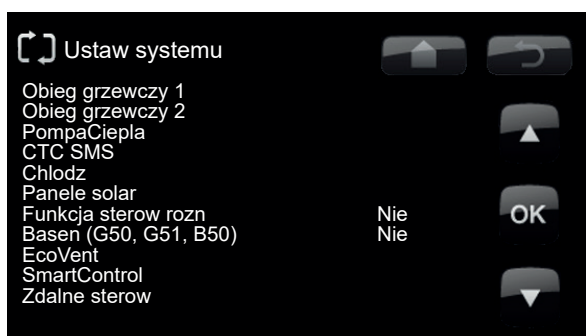 Ustaw systemu
Obieg grzewczy 1
Obieg grzewczy 2
PompaCiepla
CTC SMS
Chlodz
Panele solar
Funkcja sterow rozn Nie
Basen (G50, G51, B50) Nie
EcoVent
SmartControl
Zdalne sterow
OK